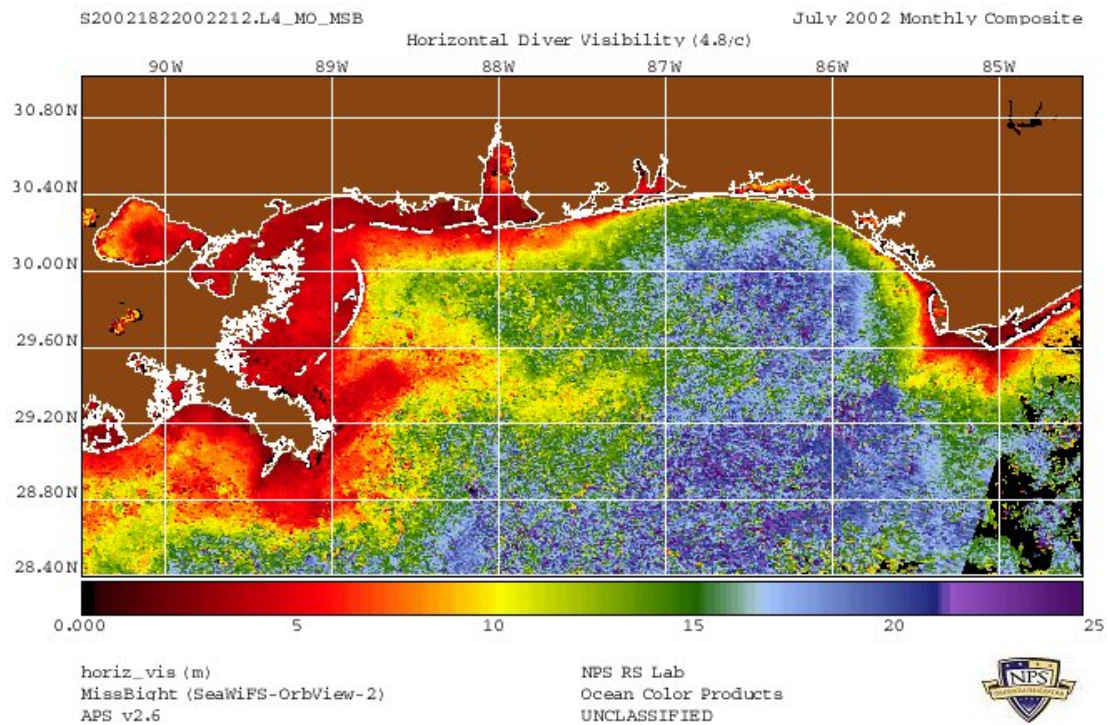 S20021822002212.L4_MO_MSB
July 2002 Monthly Composite
Horizontal Diver Visibility (4.8/c)
90W 89W 88W 87W 86W 85W
30.80N
30.40N
30.00N
29.60N
29.20N
28.80N
28.40N
0.000 5 10 15 20 25
horiz_vis (m)
MissBight (SeaWiFS-OrbView-2)
APS v2.6
NPS RS Lab
Ocean Color Products
UNCLASSIFIED
NPS